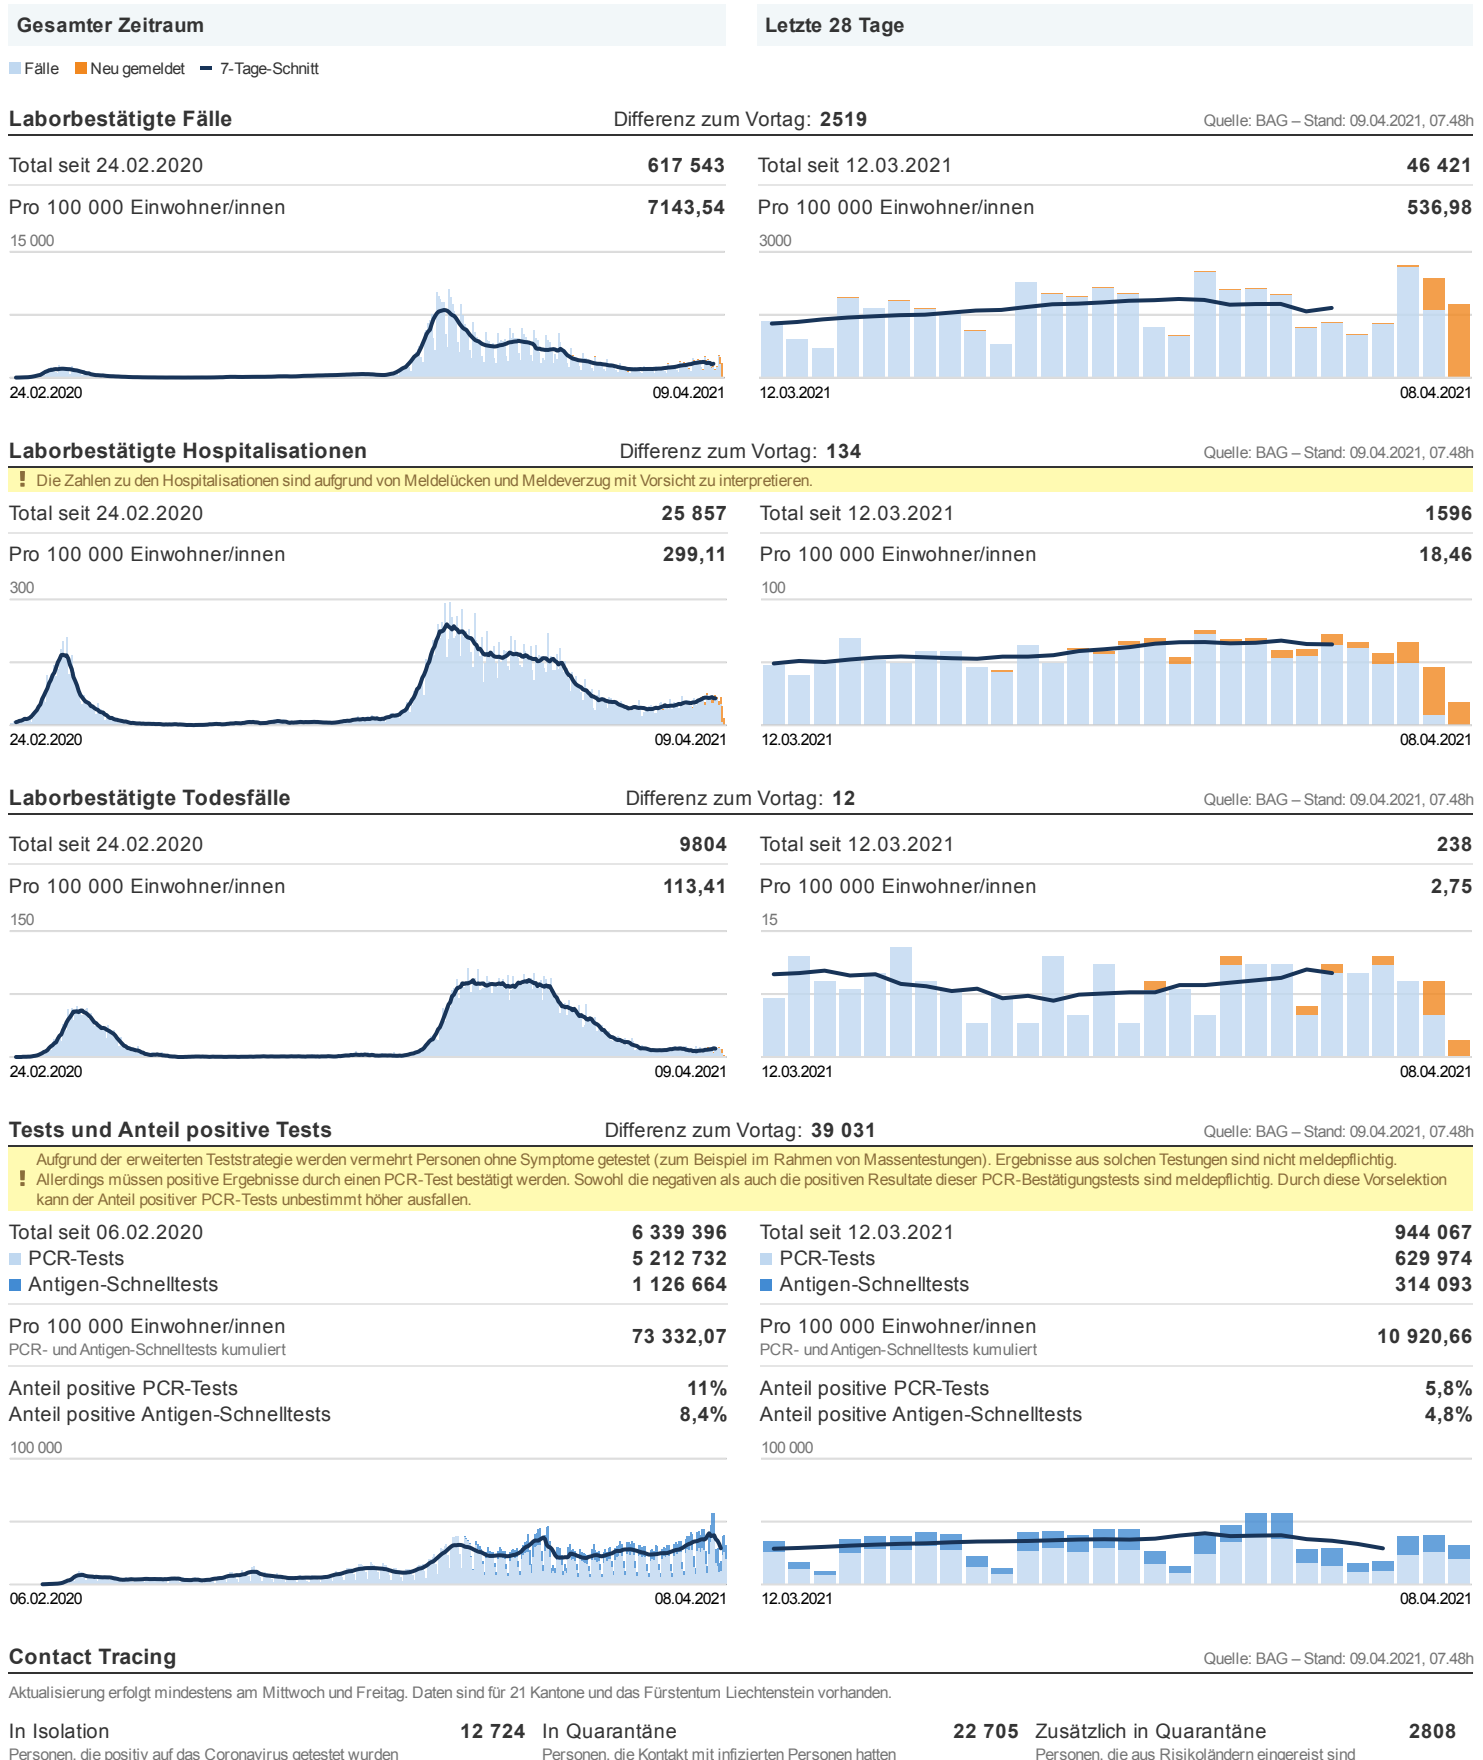 Gesamter Zeitraum
Letzte 28 Tage
Fälle Neu gemeldet 7-Tage-Schnitt
Laborbestätigte Fälle Differenz zum Vortag: 2519 Quelle: BAG – Stand: 09.04.2021, 07.48h
Total seit 24.02.2020 617 543
Pro 100 000 Einwohner/innen 7143,54
15 000
24.02.2020 09.04.2021
Total seit 12.03.2021 46 421
Pro 100 000 Einwohner/innen 536,98
3000
12.03.2021 08.04.2021
Laborbestätigte Hospitalisationen Differenz zum Vortag: 134 Quelle: BAG – Stand: 09.04.2021, 07.48h
! Die Zahlen zu den Hospitalisationen sind aufgrund von Meldelücken und Meldeverzug mit Vorsicht zu interpretieren.
Total seit 24.02.2020 25 857
Pro 100 000 Einwohner/innen 299,11
300
24.02.2020 09.04.2021
Total seit 12.03.2021 1596
Pro 100 000 Einwohner/innen 18,46
100
12.03.2021 08.04.2021
Laborbestätigte Todesfälle Differenz zum Vortag: 12 Quelle: BAG – Stand: 09.04.2021, 07.48h
Total seit 24.02.2020 9804
Pro 100 000 Einwohner/innen 113,41
150
24.02.2020 09.04.2021
Total seit 12.03.2021 238
Pro 100 000 Einwohner/innen 2,75
15
12.03.2021 08.04.2021
Tests und Anteil positive Tests Differenz zum Vortag: 39 031 Quelle: BAG – Stand: 09.04.2021, 07.48h
Aufgrund der erweiterten Teststrategie werden vermehrt Personen ohne Symptome getestet (zum Beispiel im Rahmen von Massentestungen). Ergebnisse aus solchen Testungen sind nicht meldepflichtig.
! Allerdings müssen positive Ergebnisse durch einen PCR-Test bestätigt werden. Sowohl die negativen als auch die positiven Resultate dieser PCR-Bestätigungstests sind meldepflichtig. Durch diese Vorselektion
kann der Anteil positiver PCR-Tests unbestimmt höher ausfallen.
Total seit 06.02.2020 6 339 396
PCR-Tests 5 212 732
Antigen-Schnelltests 1 126 664
Pro 100 000 Einwohner/innen 73 332,07
PCR- und Antigen-Schnelltests kumuliert
Anteil positive PCR-Tests 11%
Anteil positive Antigen-Schnelltests 8,4%
100 000
06.02.2020 08.04.2021
Total seit 12.03.2021 944 067
PCR-Tests 629 974
Antigen-Schnelltests 314 093
Pro 100 000 Einwohner/innen 10 920,66
PCR- und Antigen-Schnelltests kumuliert
Anteil positive PCR-Tests 5,8%
Anteil positive Antigen-Schnelltests 4,8%
100 000
12.03.2021 08.04.2021
Contact Tracing Quelle: BAG – Stand: 09.04.2021, 07.48h
Aktualisierung erfolgt mindestens am Mittwoch und Freitag. Daten sind für 21 Kantone und das Fürstentum Liechtenstein vorhanden.
In Isolation 12 724
Personen, die positiv auf das Coronavirus getestet wurden
In Quarantäne 22 705
Personen, die Kontakt mit infizierten Personen hatten
Zusätzlich in Quarantäne 2808
Personen, die aus Risikoländern eingereist sind